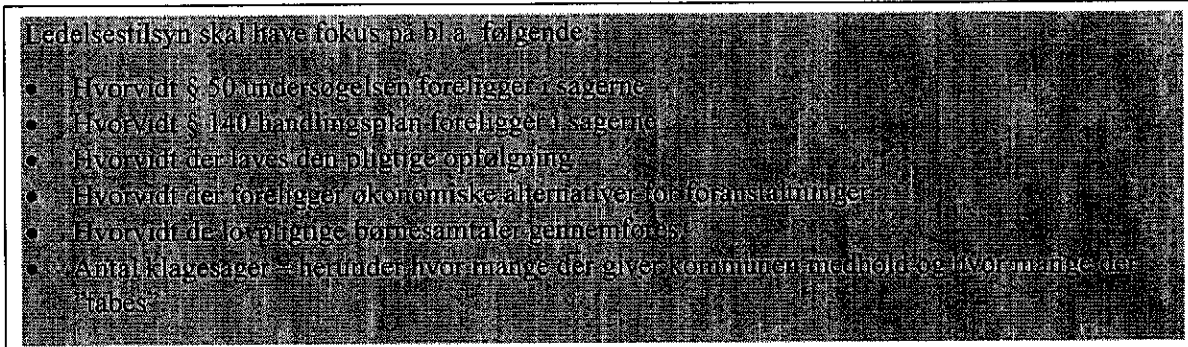 Ledelsestilsyn skal have fokus på bl.a. følgende:
• Hvorvidt § 50 undersøgelsen foreligger i sagerne
• Hvorvidt § 140 handlingsplan foreligger i sagerne
• Hvorvidt der laves den pligtige opfølgning
• Hvorvidt der foreligger økonomiske alternativer for foranstaltninger
• Hvorvidt de lovpligtige børnesamtaler gennemføres
• Antal klagesager – herunder hvor mange der giver kommunen medhold og hvor mange der
"tabes"